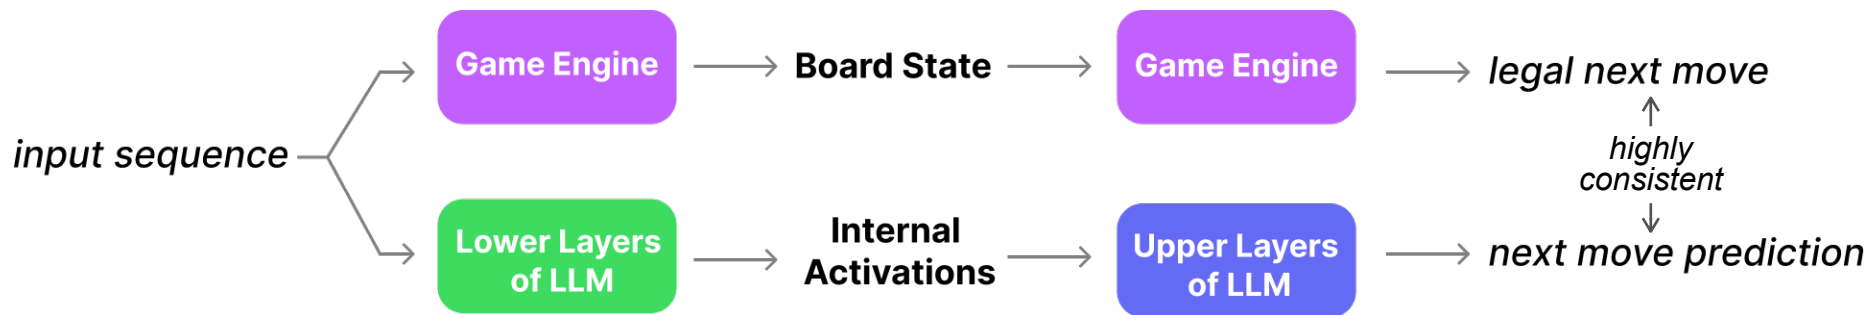 Game Engine
Board State
Game Engine
legal next move
input sequence
highly
consistent
Lower Layers
of LLM
Internal
Activations
Upper Layers
of LLM
next move prediction